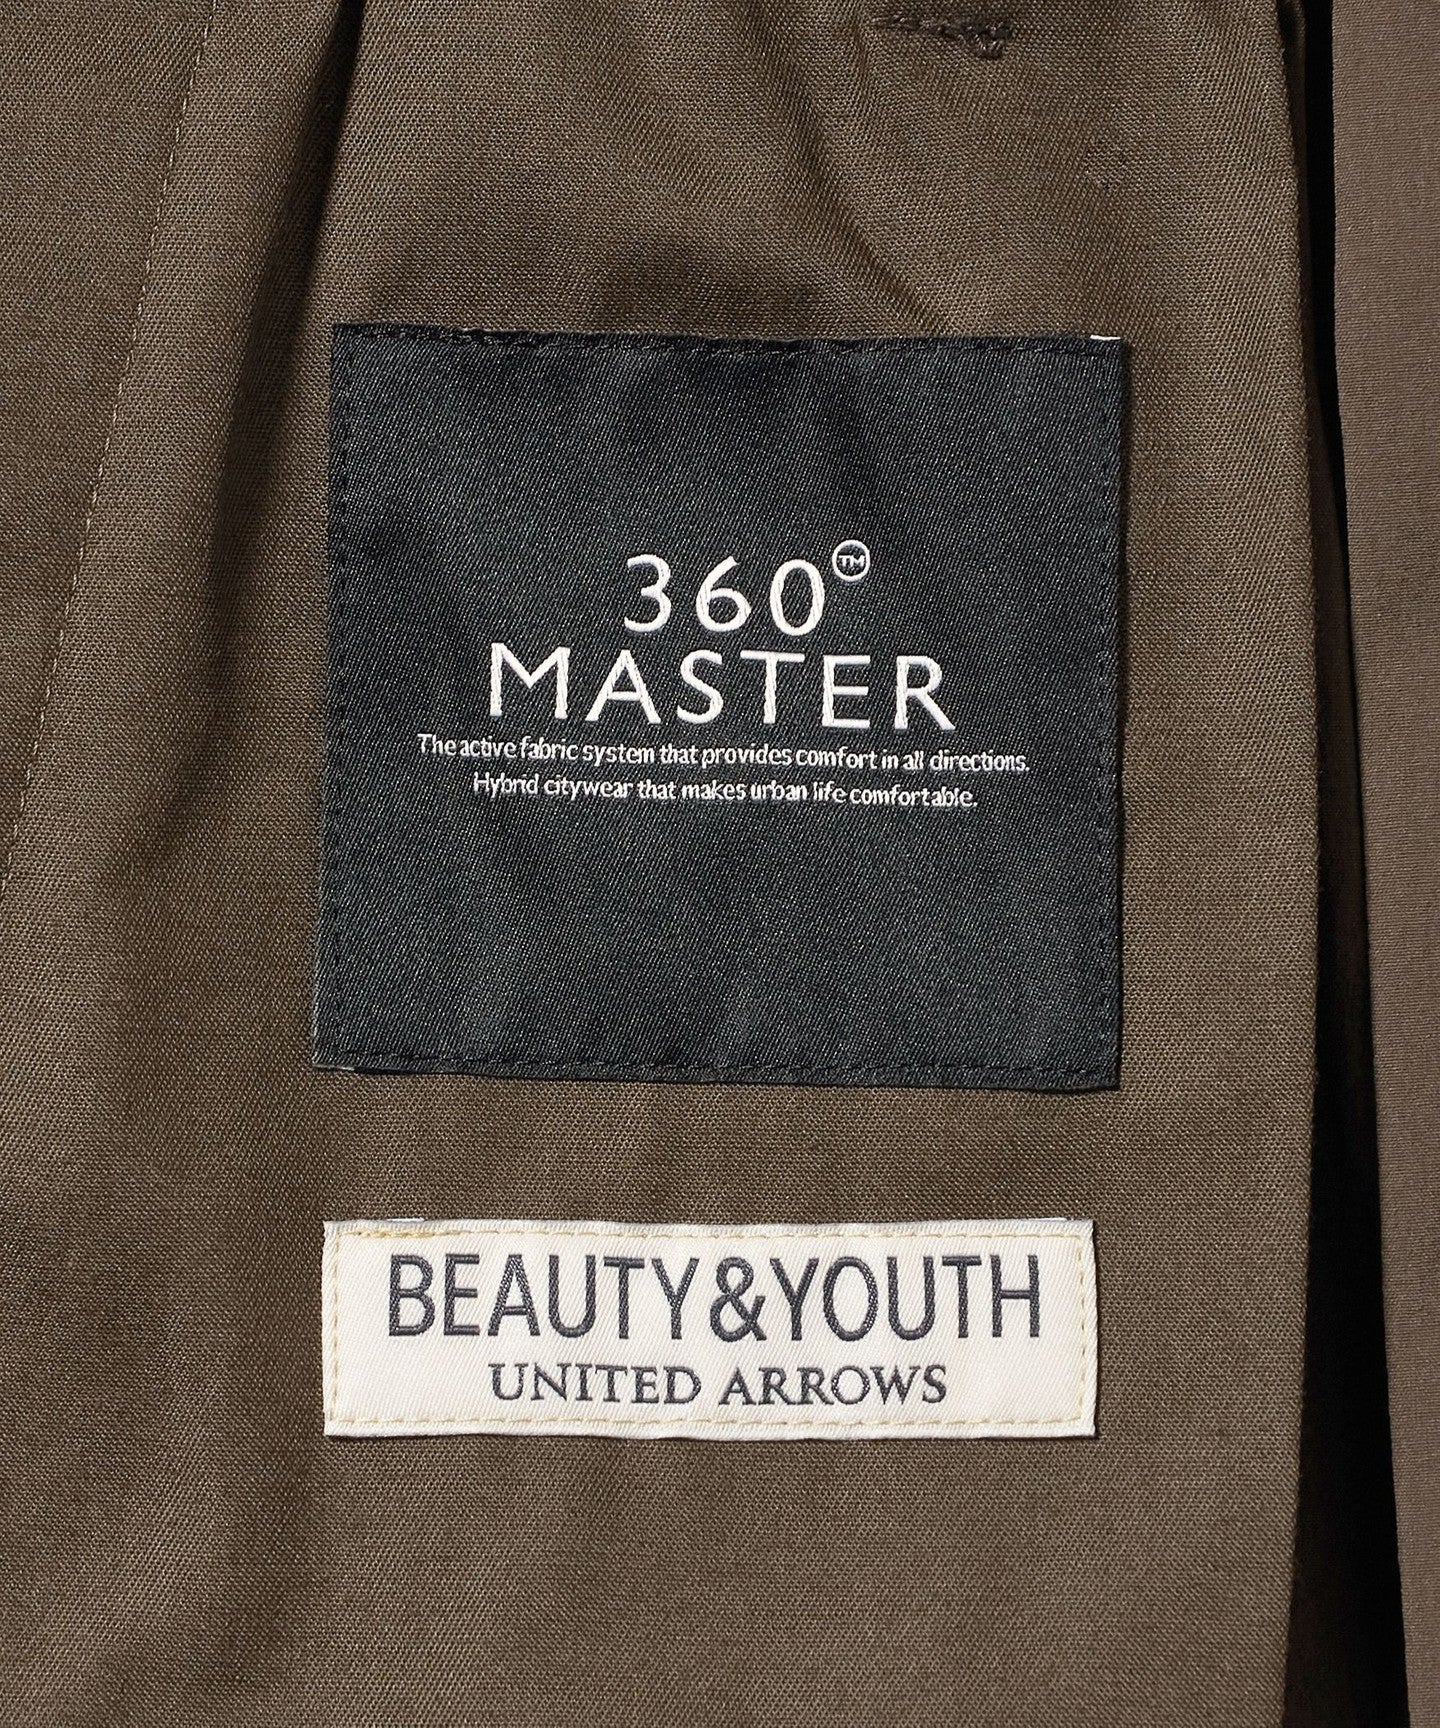 360°™
MASTER
The active fabric system that provides comfort in all directions.
Hybrid citywear that makes urban life comfortable.
BEAUTY&YOUTH
UNITED ARROWS